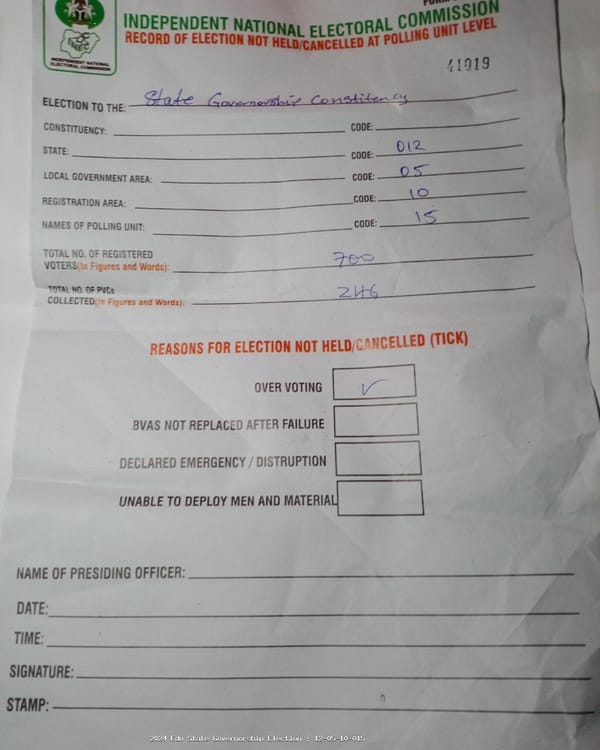 INEC
INDEPENDENT NATIONAL
ELECTORAL COMMISSION
INDEPENDENT NATIONAL ELECTORAL COMMISSION
RECORD OF ELECTION NOT HELD/CANCELLED AT POLLING UNIT LEVEL
41019
ELECTION TO THE: State Governorship Constituency
CONSTITUENCY: CODE:
STATE: CODE: 012
LOCAL GOVERNMENT AREA: CODE: 05
REGISTRATION AREA: CODE: 10
NAMES OF POLLING UNIT: CODE: 15
TOTAL NO. OF REGISTERED
VOTERS(In Figures and Words): 700
TOTAL NO. OF PVCs
COLLECTED(In Figures and Words): 246
REASONS FOR ELECTION NOT HELD/CANCELLED (TICK)
OVER VOTING ✓
BVAS NOT REPLACED AFTER FAILURE
DECLARED EMERGENCY / DISTRUPTION
UNABLE TO DEPLOY MEN AND MATERIAL
NAME OF PRESIDING OFFICER:
DATE:
TIME:
SIGNATURE:
STAMP:
2024 Edo State Governorship Election : 12-05-10-015